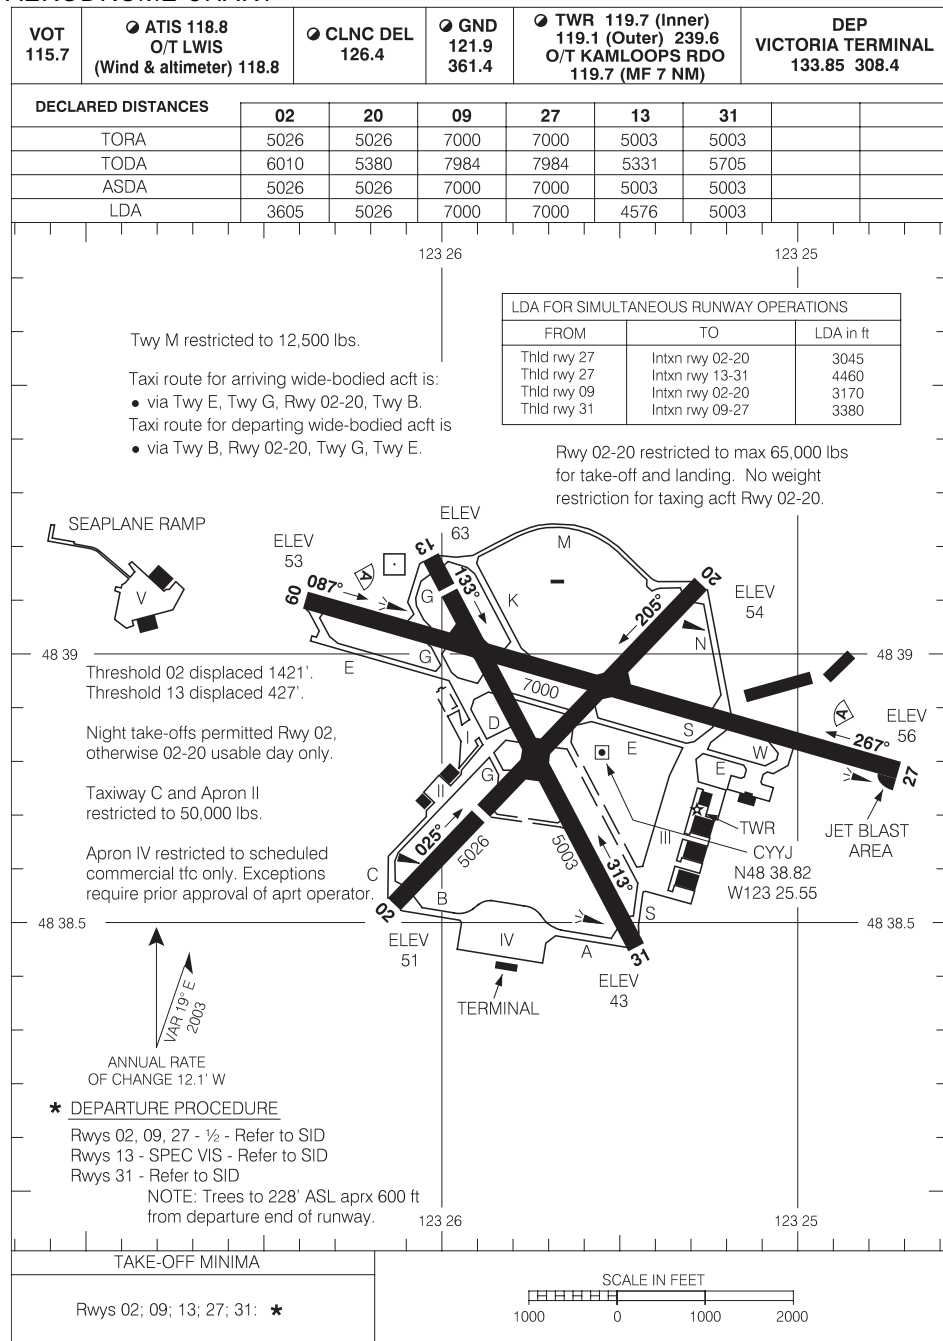 VOT
115.7
ATIS 118.8
O/T LWIS
(Wind & altimeter) 118.8
CLNC DEL
126.4
GND
121.9
361.4
TWR 119.7 (Inner)
119.1 (Outer) 239.6
O/T KAMLOOPS RDO
119.7 (MF 7 NM)
DEP
VICTORIA TERMINAL
133.85 308.4
DECLARED DISTANCES 02 20 09 27 13 31
TORA 5026 5026 7000 7000 5003 5003
TODA 6010 5380 7984 7984 5331 5705
ASDA 5026 5026 7000 7000 5003 5003
LDA 3605 5026 7000 7000 4576 5003
123 26 123 25
LDA FOR SIMULTANEOUS RUNWAY OPERATIONS
FROM TO LDA in ft
Thld rwy 27 Intxn rwy 02-20 3045
Thld rwy 27 Intxn rwy 13-31 4460
Thld rwy 09 Intxn rwy 02-20 3170
Thld rwy 31 Intxn rwy 09-27 3380
Twy M restricted to 12,500 lbs.
Taxi route for arriving wide-bodied acft is:
• via Twy E, Twy G, Rwy 02-20, Twy B.
Taxi route for departing wide-bodied acft is
• via Twy B, Rwy 02-20, Twy G, Twy E.
Rwy 02-20 restricted to max 65,000 lbs
for take-off and landing. No weight
restriction for taxing acft Rwy 02-20.
SEAPLANE RAMP
V
ELEV
53
ELEV
63
ELEV
54
ELEV
56
09 087°
A
13 133°
20 205°
M
K
G
G
N
E
48 39 48 39
7000
Threshold 02 displaced 1421'.
Threshold 13 displaced 427'.
Night take-offs permitted Rwy 02,
otherwise 02-20 usable day only.
Taxiway C and Apron II
restricted to 50,000 lbs.
Apron IV restricted to scheduled
commercial tfc only. Exceptions
require prior approval of aprt operator.
I
D
E
S
W
E
A
267°
27
II
G
III
TWR
JET BLAST
AREA
CYYJ
N48 38.82
W123 25.55
025°
5026
5003
313°
C
B
02
S
48 38.5 48 38.5
ELEV
51
IV
A
31
ELEV
43
TERMINAL
VAR 19° E
2003
ANNUAL RATE
OF CHANGE 12.1' W
* DEPARTURE PROCEDURE
Rwys 02, 09, 27 - ½ - Refer to SID
Rwys 13 - SPEC VIS - Refer to SID
Rwys 31 - Refer to SID
NOTE: Trees to 228' ASL aprx 600 ft
from departure end of runway.
123 26 123 25
TAKE-OFF MINIMA
Rwys 02; 09; 13; 27; 31: *
SCALE IN FEET
1000 0 1000 2000